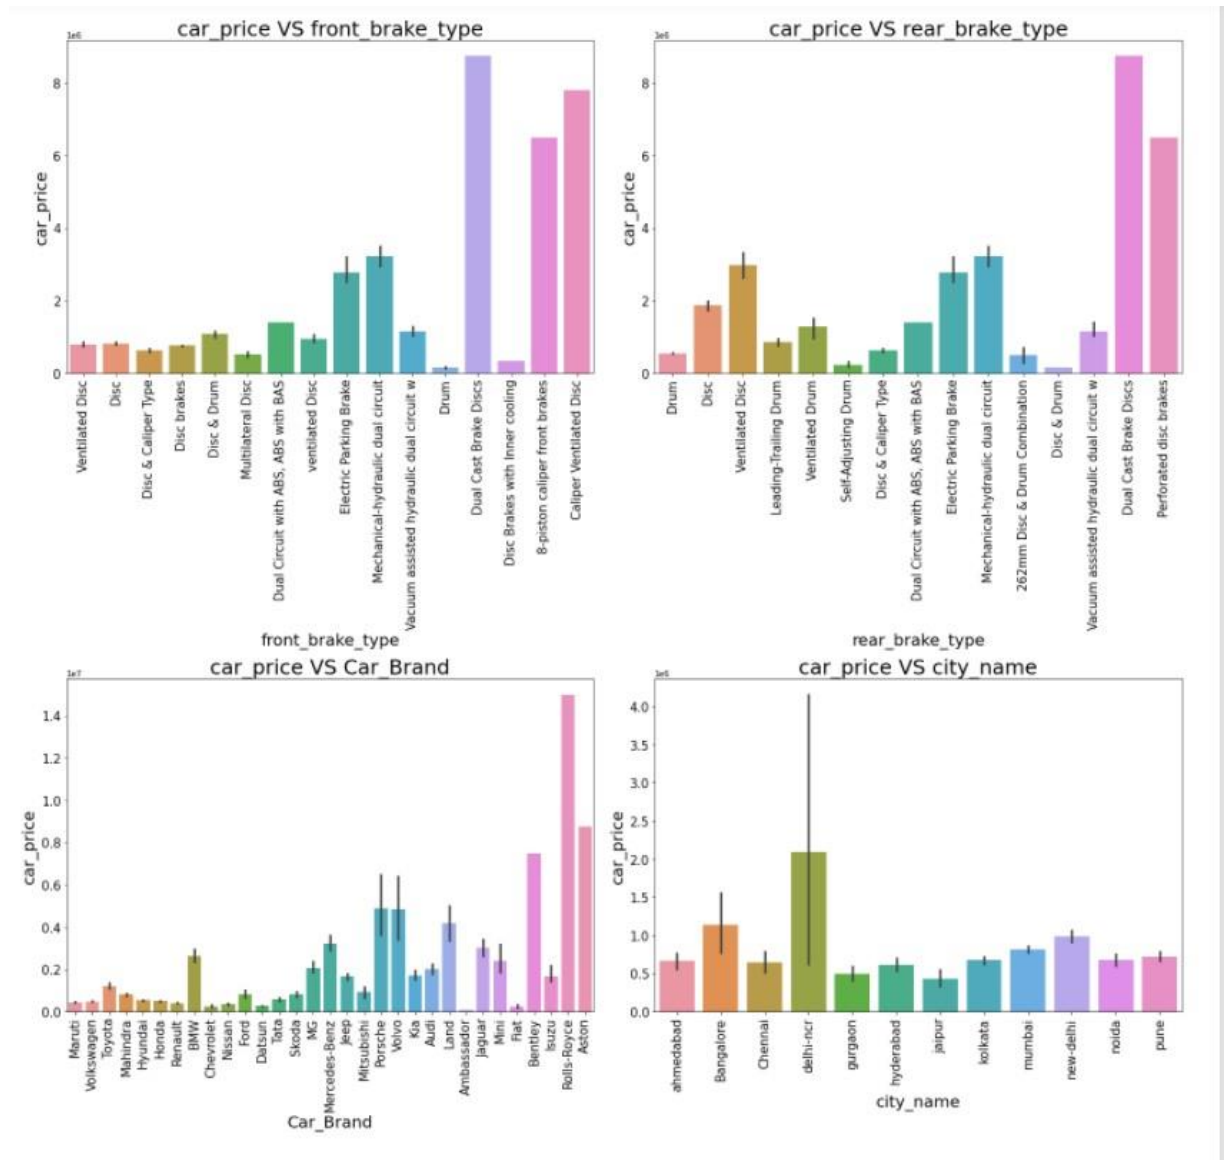 car_price VS front_brake_type
1e6
8
6
4
2
0
car_price
Ventilated Disc
Disc
Disc & Caliper Type
Disc brakes
Disc & Drum
Multilateral Disc
Dual Circuit with ABS, ABS with BAS
ventilated Disc
Electric Parking Brake
Mechanical-hydraulic dual circuit
Vacuum assisted hydraulic dual circuit w
Drum
Dual Cast Brake Discs
Disc Brakes with Inner cooling
8-piston caliper front brakes
Caliper Ventilated Disc
front_brake_type
car_price VS rear_brake_type
1e6
8
6
4
2
0
car_price
Drum
Disc
Ventilated Disc
Leading-Trailing Drum
Ventilated Drum
Self-Adjusting Drum
Disc & Caliper Type
Dual Circuit with ABS, ABS with BAS
Electric Parking Brake
Mechanical-hydraulic dual circuit
262mm Disc & Drum Combination
Disc & Drum
Vacuum assisted hydraulic dual circuit w
Dual Cast Brake Discs
Perforated disc brakes
rear_brake_type
car_price VS Car_Brand
1e7
1.4
1.2
1.0
0.8
0.6
0.4
0.2
0.0
car_price
Maruti
Volkswagen
Toyota
Mahindra
Hyundai
Honda
Renault
BMW
Chevrolet
Nissan
Ford
Datsun
Tata
Skoda
MG
Mercedes-Benz
Jeep
Mitsubishi
Porsche
Volvo
Kia
Audi
Land
Ambassador
Jaguar
Mini
Fiat
Bentley
Isuzu
Rolls-Royce
Aston
Car_Brand
car_price VS city_name
1e6
4.0
3.5
3.0
2.5
2.0
1.5
1.0
0.5
0.0
car_price
ahmedabad
Bangalore
Chennai
delhi-ncr
gurgaon
hyderabad
jaipur
kolkata
mumbai
new-delhi
noida
pune
city_name